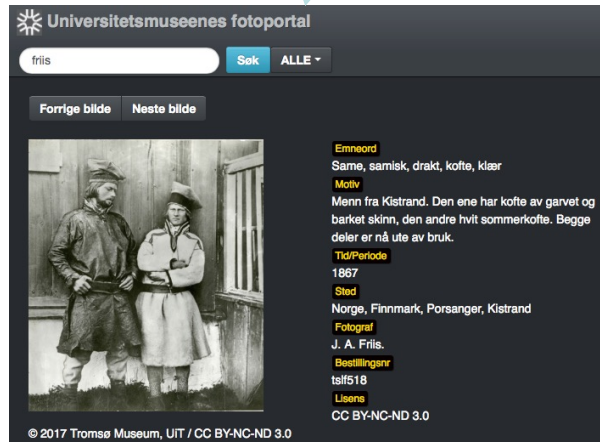 Universitetsmuseenes fotoportal
friis
Søk
ALLE
Forrige bilde
Neste bilde
Emneord
Same, samisk, drakt, kofte, klær
Motiv
Menn fra Kistrand. Den ene har kofte av garvet og
barket skinn, den andre hvit sommerkofte. Begge
deler er nå ute av bruk.
Tid/Periode
1867
Sted
Norge, Finnmark, Porsanger, Kistrand
Fotograf
J. A. Friis.
Bestillingsnr
tslf518
Lisens
CC BY-NC-ND 3.0
© 2017 Tromsø Museum, UiT / CC BY-NC-ND 3.0